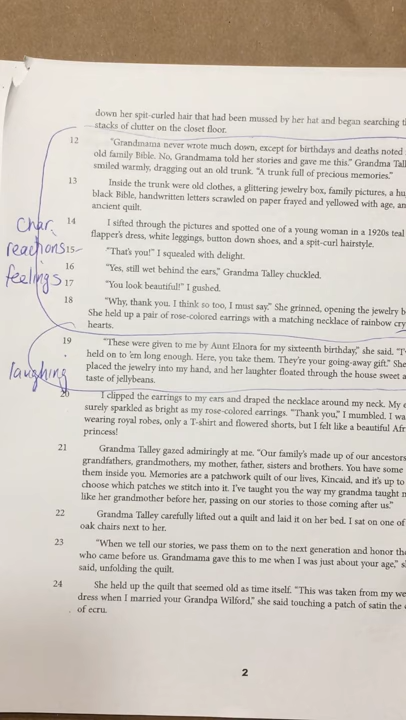 down her spit-curled hair that had been mussed by her hat and began searching
stacks of clutter on the closet floor.
12 "Grandmama never wrote much down, except for birthdays and deaths noted
old family Bible. No, Grandmama told her stories and gave me this." Grandma
smiled warmly, dragging out an old trunk. "A trunk full of precious memories."
13 Inside the trunk were old clothes, a glittering jewelry box, family pictures, a
black Bible, handwritten letters scrawled on paper frayed and yellowed with age,
ancient quilt.
char. 14 I sifted through the pictures and spotted one of a young woman in a 1920s teal
flapper's dress, white leggings, button down shoes, and a spit-curl hairstyle.
reactions 15 "That's you!" I squealed with delight.
16 "Yes, still wet behind the ears," Grandma Talley chuckled.
feelings 17 "You look beautiful!" I gushed.
18 "Why, thank you. I think so too, I must say." She grinned, opening the jewelry
She held up a pair of rose-colored earrings with a matching necklace of rainbow
hearts.
19 "These were given to me by Aunt Elnora for my sixteenth birthday," she said.
held on to 'em long enough. Here, you take them. They're your going-away gift." She
laughing placed the jewelry into my hand, and her laughter floated through the house sweet
taste of jellybeans.
20 I clipped the earrings to my ears and draped the necklace around my neck. My
surely sparkled as bright as my rose-colored earrings. "Thank you," I mumbled. I
wearing royal robes, only a T-shirt and flowered shorts, but I felt like a beautiful
princess!
21 Grandma Talley gazed admiringly at me. "Our family's made up of our ancestors
grandfathers, grandmothers, my mother, father, sisters and brothers. You have some
them inside you. Memories are a patchwork quilt of our lives, Kincaid, and it's up to
choose which patches we stitch into it. I've taught you the way my grandma taught
like her grandmother before her, passing on our stories to those coming after us."
22 Grandma Talley carefully lifted out a quilt and laid it on her bed. I sat on one of
oak chairs next to her.
23 "When we tell our stories, we pass them on to the next generation and honor
who came before us. Grandmama gave this to me when I was just about your age,"
said, unfolding the quilt.
24 She held up the quilt that seemed old as time itself. "This was taken from my
dress when I married your Grandpa Wilford," she said touching a patch of satin the
of ecru.
2